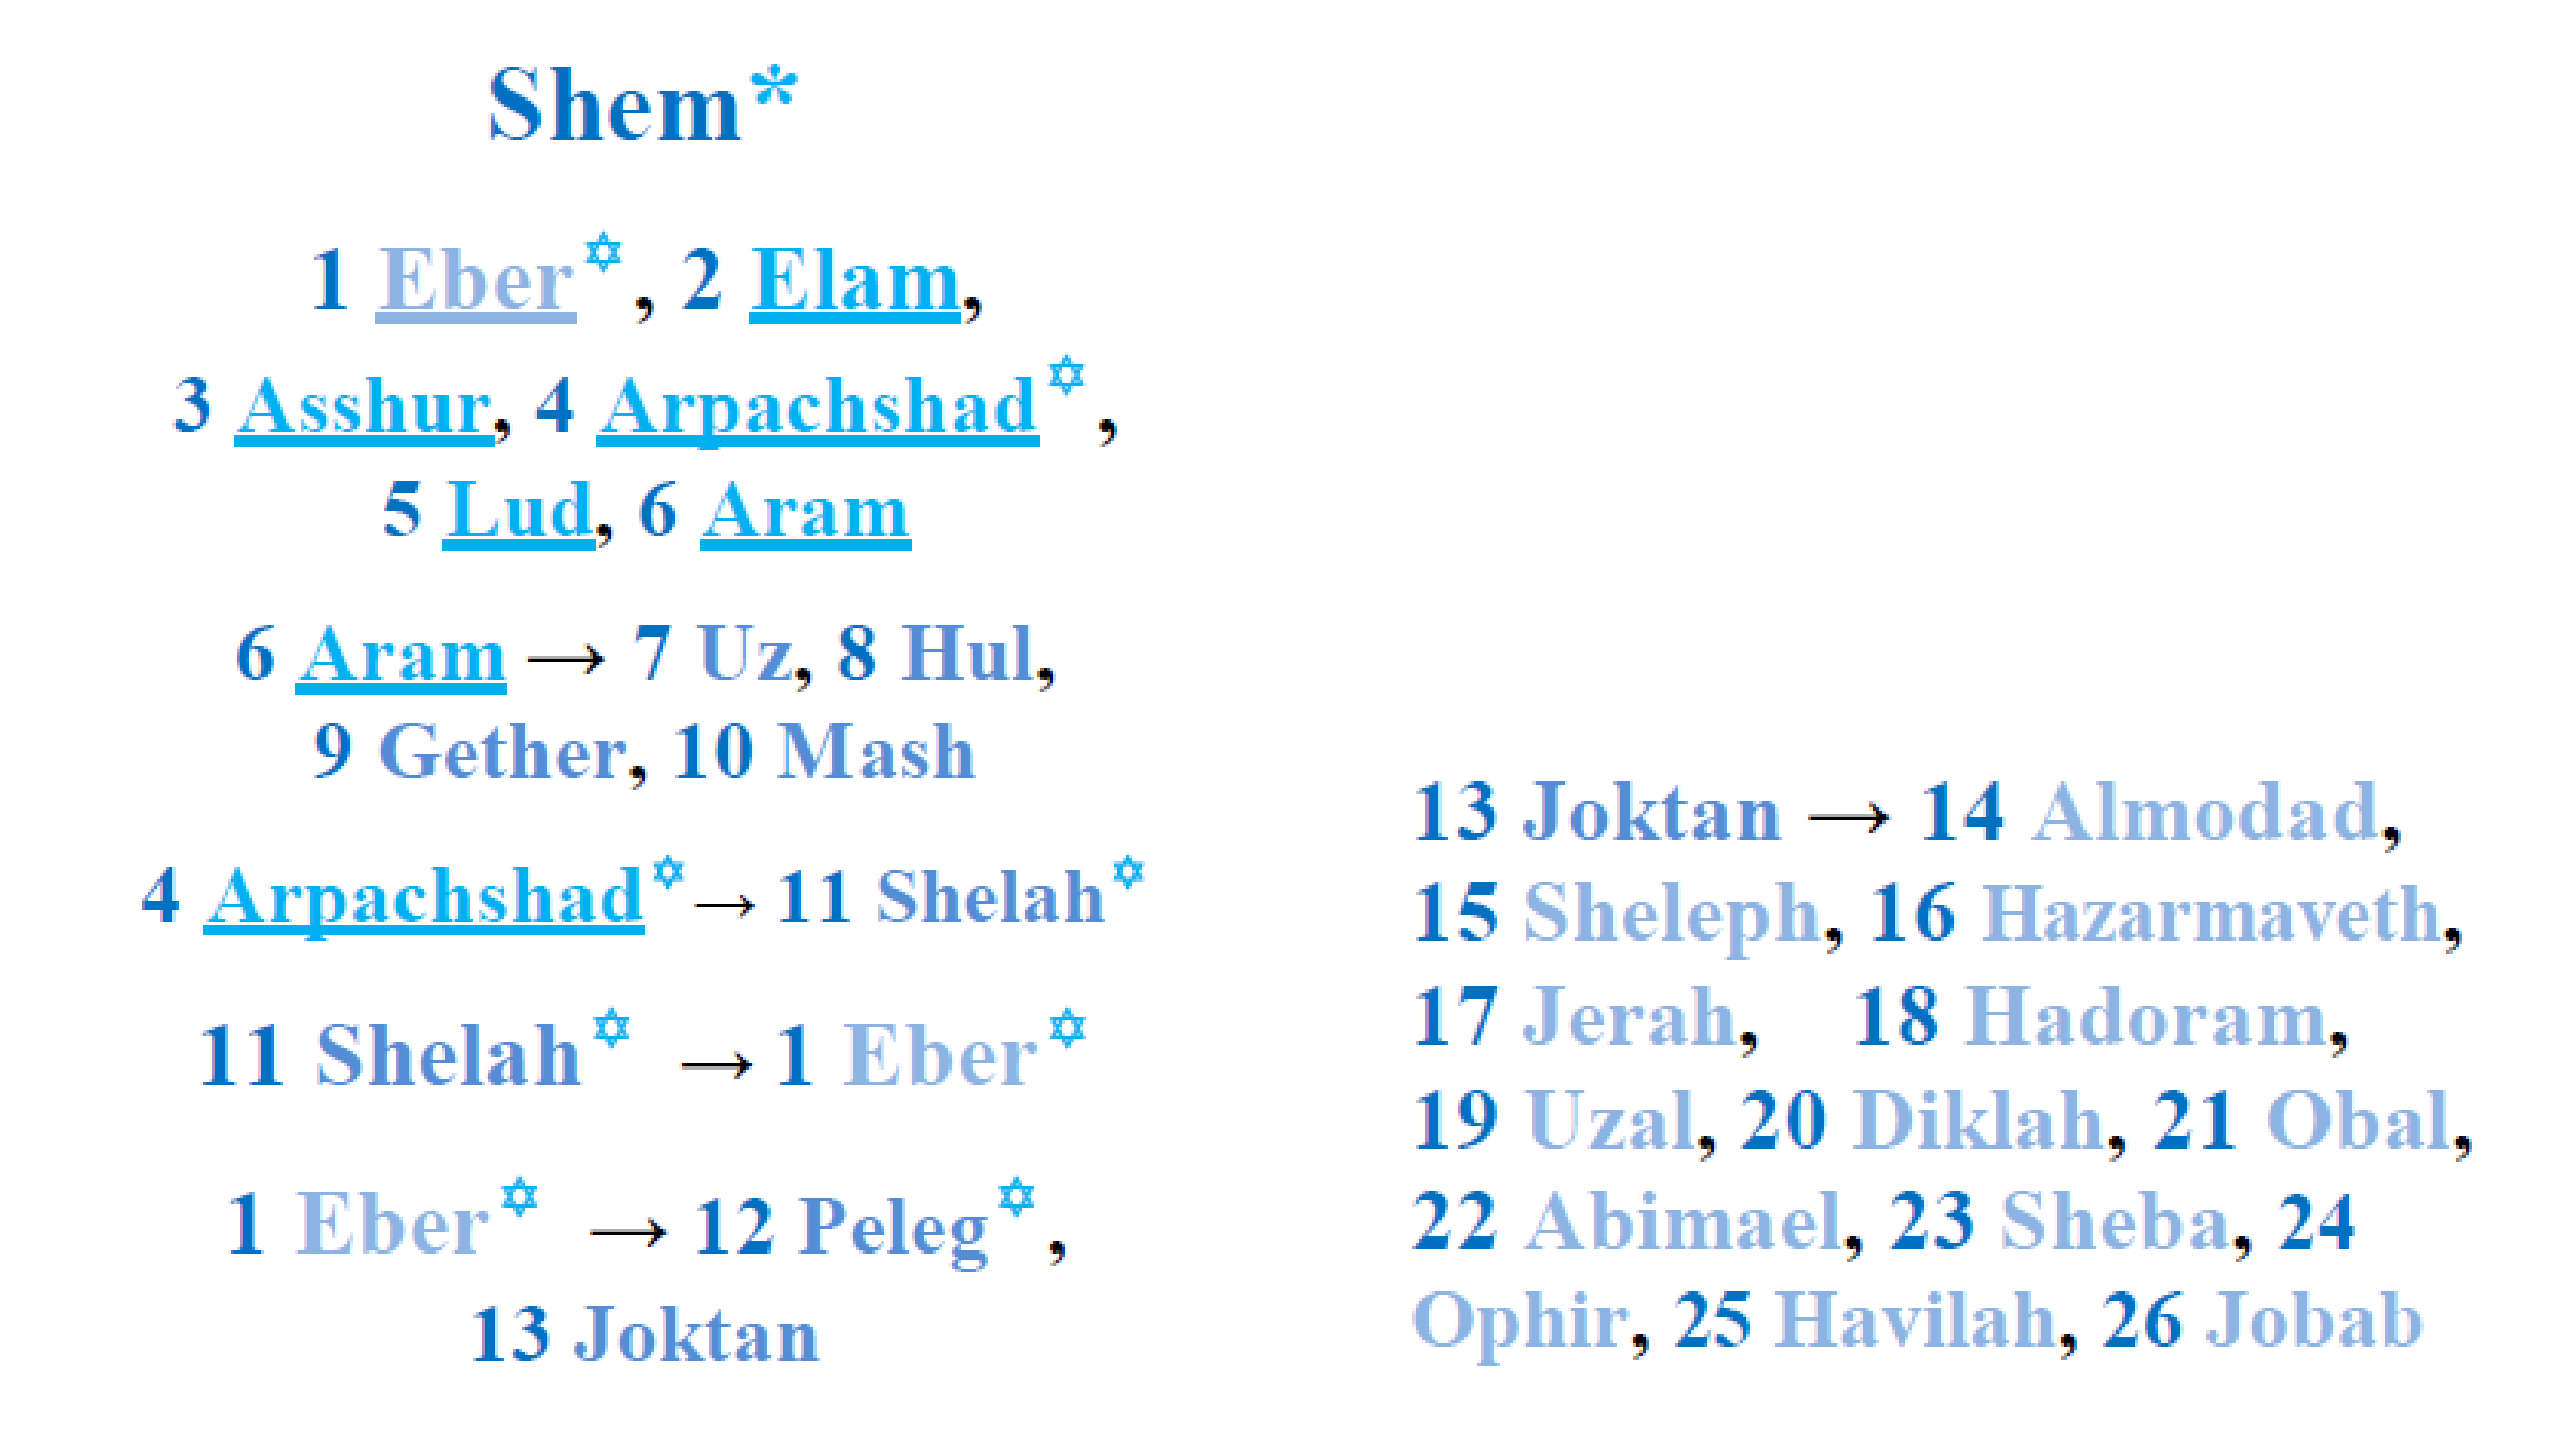 Shem*
1 Eber✡, 2 Elam,
3 Asshur, 4 Arpachshad✡,
5 Lud, 6 Aram
6 Aram → 7 Uz, 8 Hul,
9 Gether, 10 Mash
4 Arpachshad✡ → 11 Shelah✡
11 Shelah✡ → 1 Eber✡
1 Eber✡ → 12 Peleg✡,
13 Joktan
13 Joktan → 14 Almodad,
15 Sheleph, 16 Hazarmaveth,
17 Jerah, 18 Hadoram,
19 Uzal, 20 Diklah, 21 Obal,
22 Abimael, 23 Sheba, 24
Ophir, 25 Havilah, 26 Jobab